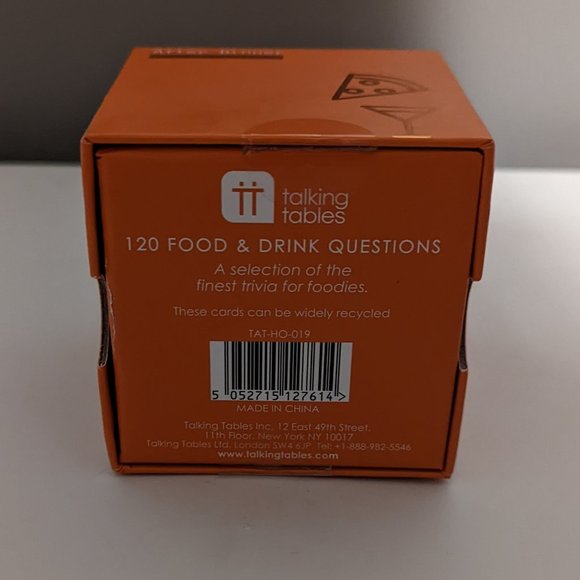 After Dinner
talking
tables
120 FOOD & DRINK QUESTIONS
A selection of the
finest trivia for foodies.
These cards can be widely recycled
TAT-HO-019
5 052715 127614 >
MADE IN CHINA
Talking Tables Inc, 12 East 49th Street,
11th Floor, New York NY 10017
Talking Tables Ltd, London SW4 6JP Tel: +1-888-982-5546
www.talkingtables.com